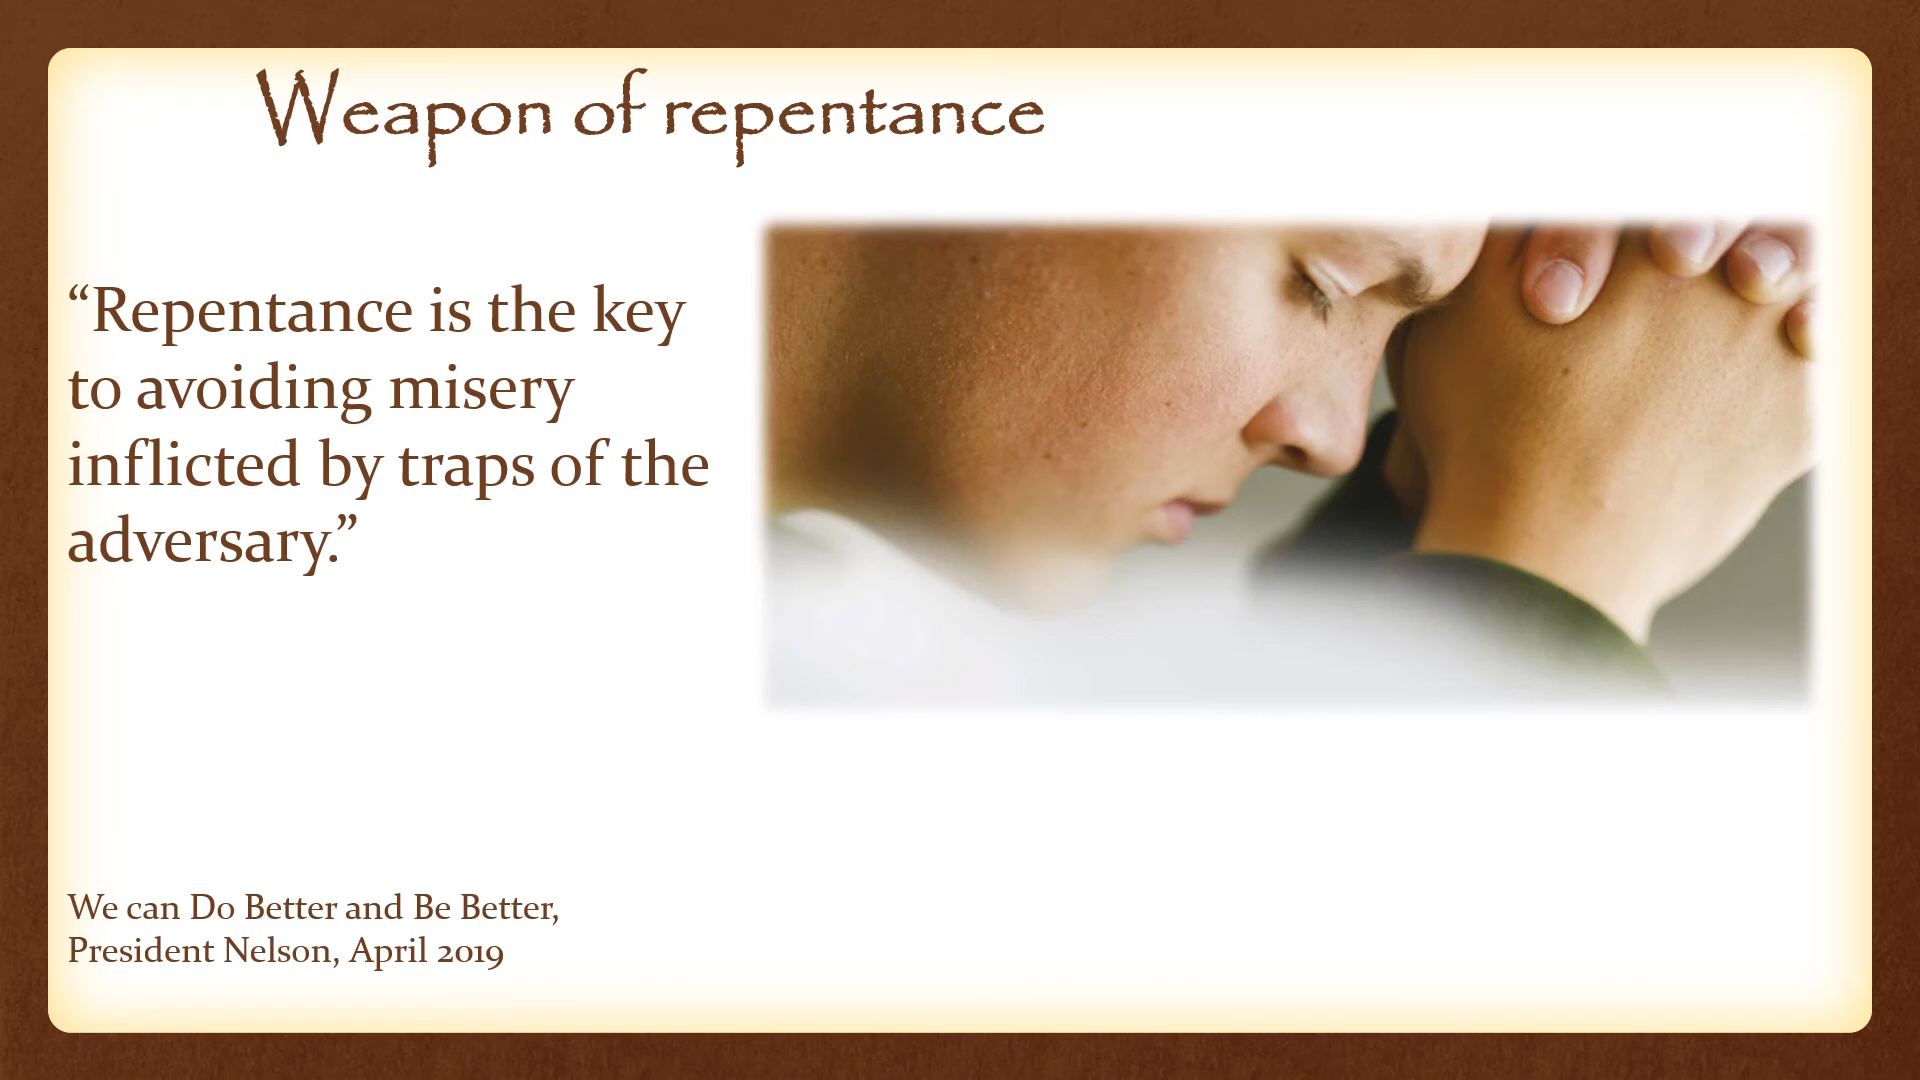 Weapon of repentance
“Repentance is the key
to avoiding misery
inflicted by traps of the
adversary.”
We can Do Better and Be Better,
President Nelson, April 2019